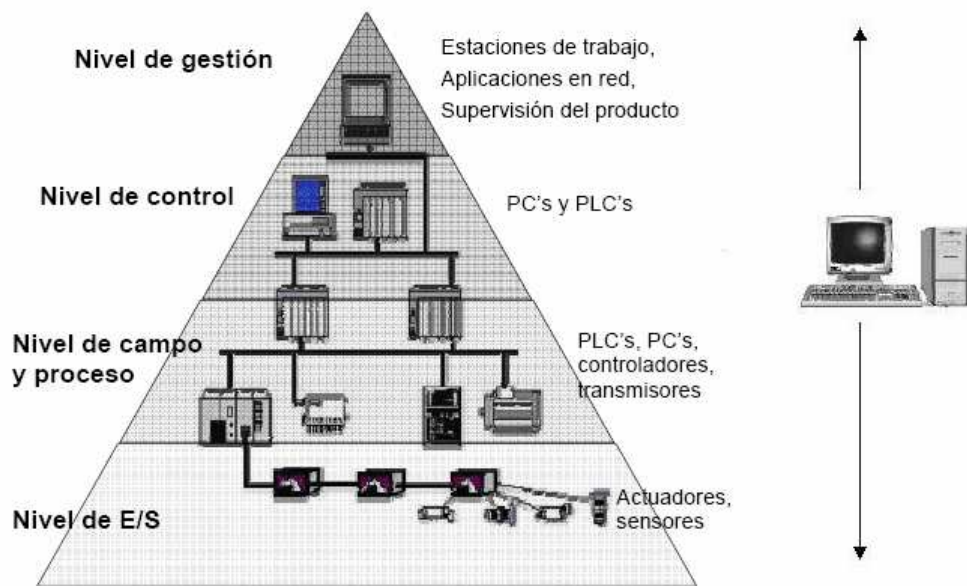 Nivel de gestión
Estaciones de trabajo,
Aplicaciones en red,
Supervisión del producto
Nivel de control
PC's y PLC's
Nivel de campo
y proceso
PLC's, PC's,
controladores,
transmisores
Nivel de E/S
Actuadores,
sensores